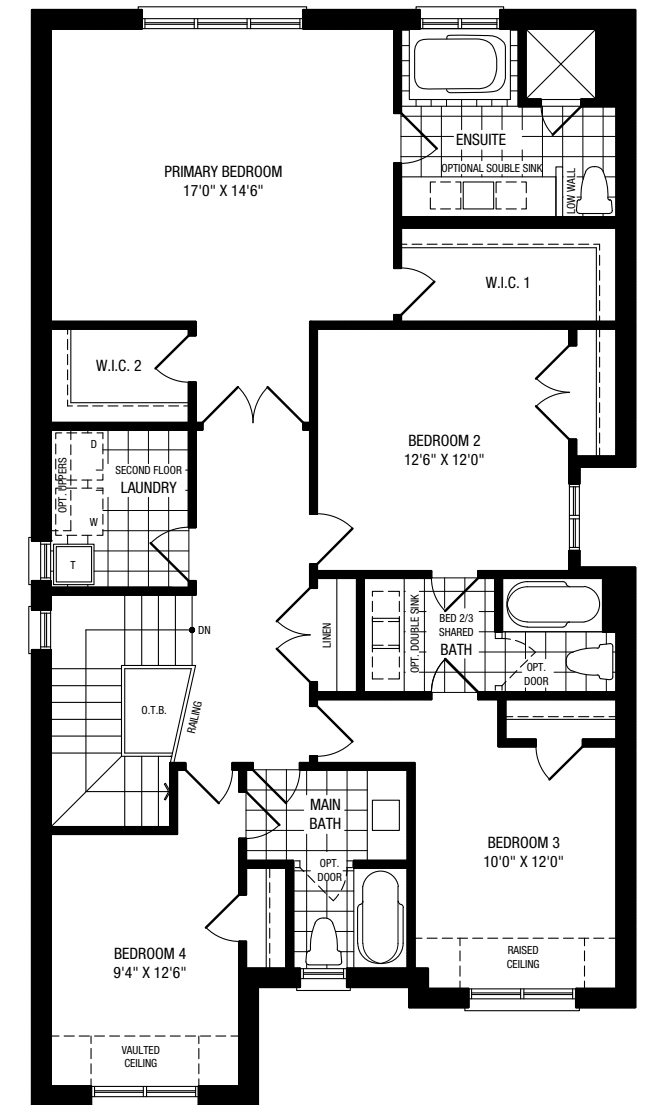 PRIMARY BEDROOM
17'0" X 14'6"
ENSUITE
OPTIONAL SOUBLE SINK
LOW WALL
W.I.C. 1
W.I.C. 2
BEDROOM 2
12'6" X 12'0"
D
OPT. UPPERS
SECOND FLOOR
LAUNDRY
W
T
DN
LINEN
OPT. DOUBLE SINK
BED 2/3
SHARED
BATH
OPT.
DOOR
O.T.B.
RAILING
MAIN
BATH
OPT.
DOOR
BEDROOM 3
10'0" X 12'0"
RAISED
CEILING
BEDROOM 4
9'4" X 12'6"
VAULTED
CEILING